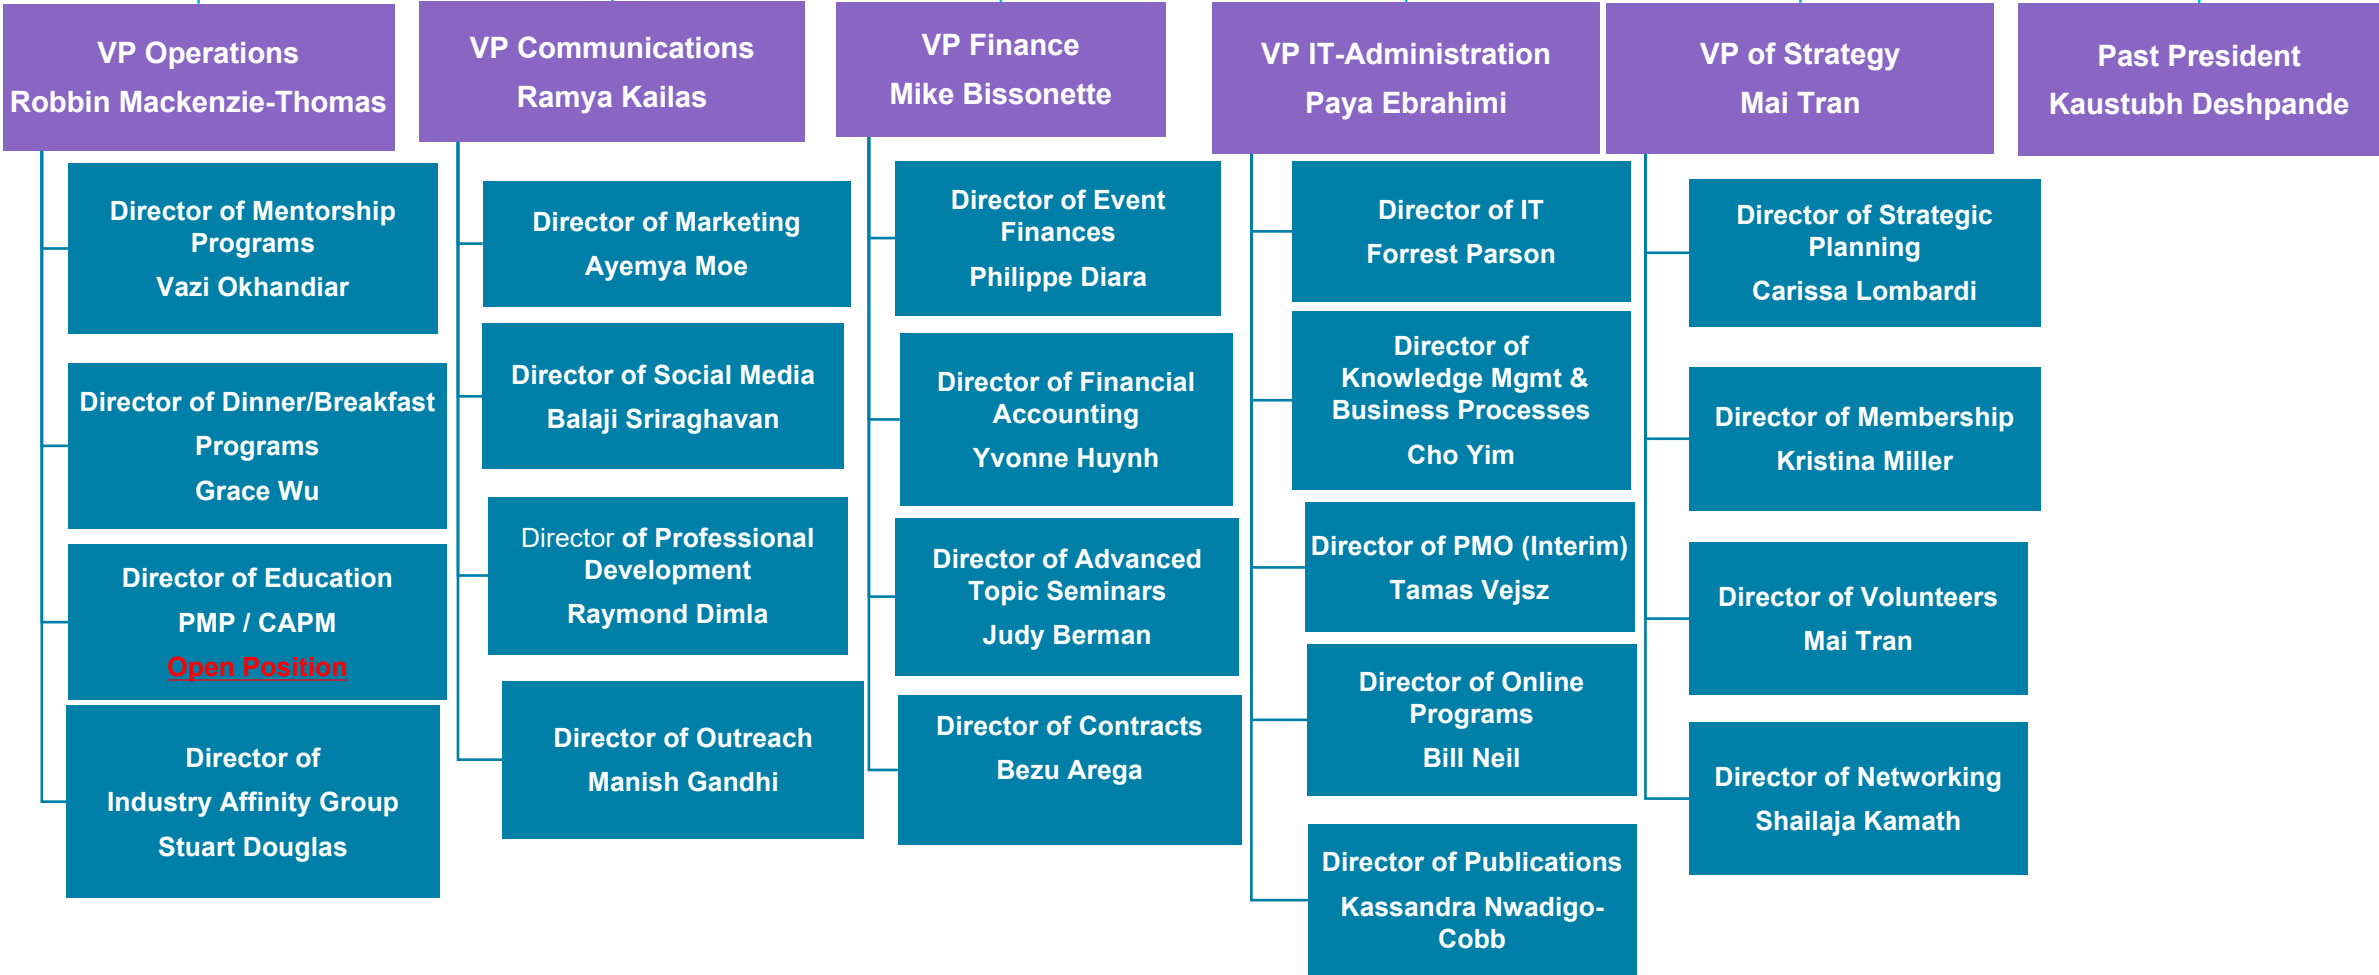 VP Operations
Robbin Mackenzie-Thomas
Director of Mentorship
Programs
Vazi Okhandiar
Director of Dinner/Breakfast
Programs
Grace Wu
Director of Education
PMP / CAPM
Open Position
Director of
Industry Affinity Group
Stuart Douglas
VP Communications
Ramya Kailas
Director of Marketing
Ayemya Moe
Director of Social Media
Balaji Sriraghavan
Director of Professional
Development
Raymond Dimla
Director of Outreach
Manish Gandhi
VP Finance
Mike Bissonette
Director of Event
Finances
Philippe Diara
Director of Financial
Accounting
Yvonne Huynh
Director of Advanced
Topic Seminars
Judy Berman
Director of Contracts
Bezu Arega
VP IT-Administration
Paya Ebrahimi
Director of IT
Forrest Parson
Director of
Knowledge Mgmt &
Business Processes
Cho Yim
Director of PMO (Interim)
Tamas Vejsz
Director of Online
Programs
Bill Neil
Director of Publications
Kassandra Nwadigo-
Cobb
VP of Strategy
Mai Tran
Director of Strategic
Planning
Carissa Lombardi
Director of Membership
Kristina Miller
Director of Volunteers
Mai Tran
Director of Networking
Shailaja Kamath
Past President
Kaustubh Deshpande